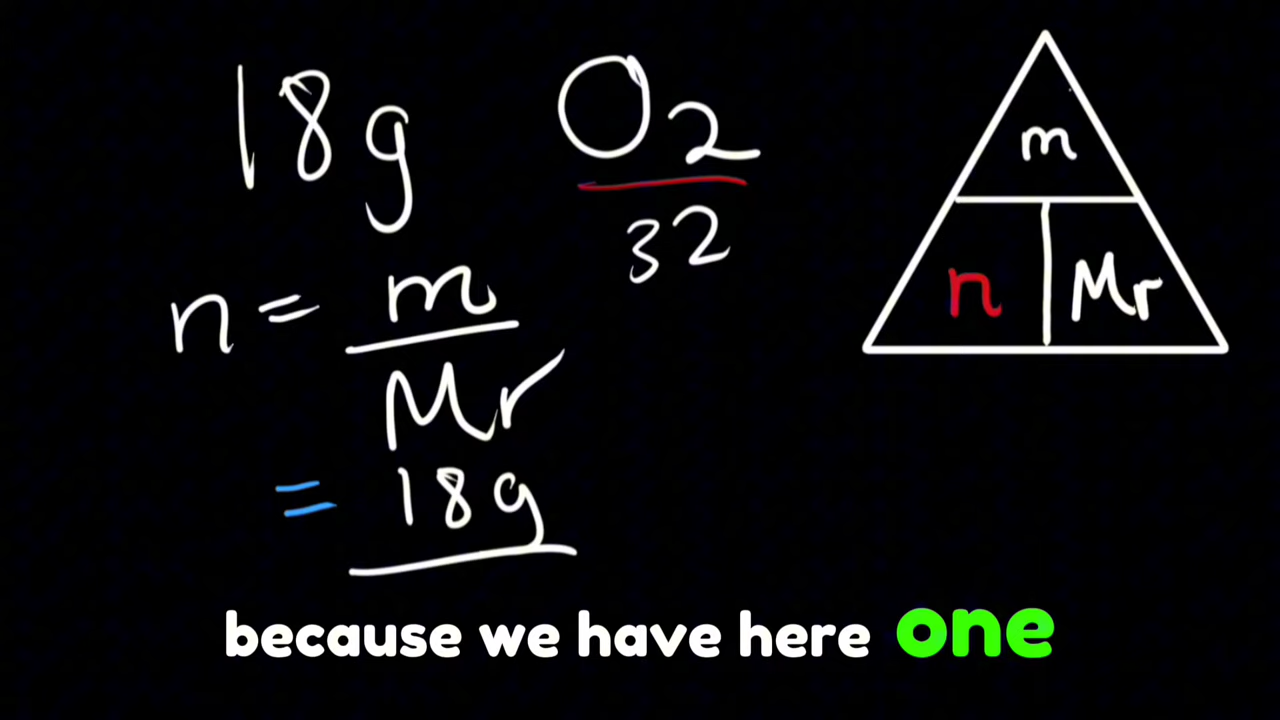 18g O₂
32
n = m
Mr
= 18g
m
n Mr
because we have here one